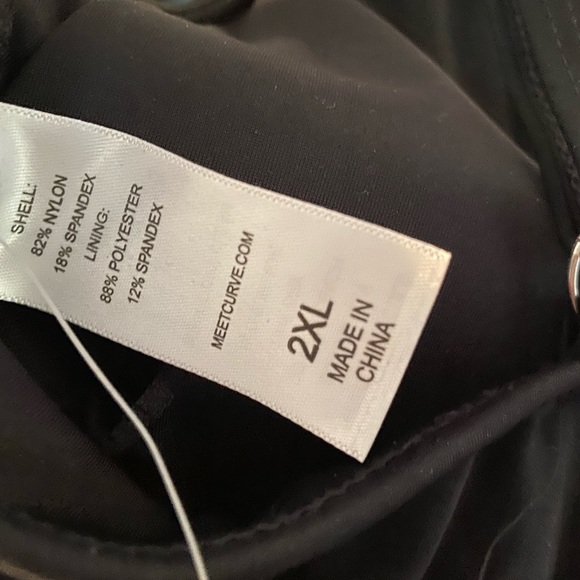 SHELL:
82% NYLON
18% SPANDEX
LINING:
88% POLYESTER
12% SPANDEX
MEETCURVE.COM
2XL
MADE IN
CHINA